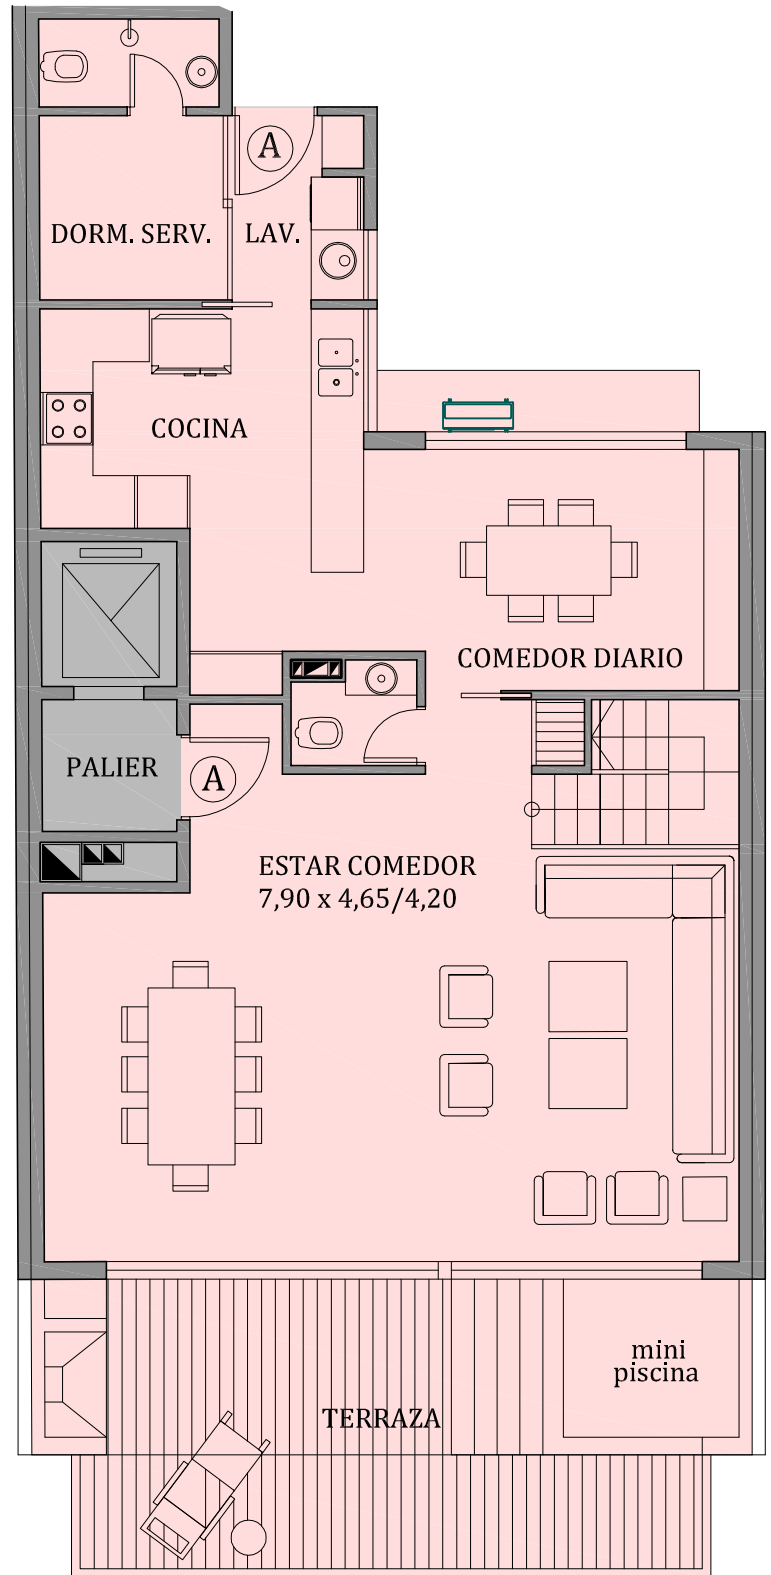 A
DORM. SERV.
LAV.
COCINA
COMEDOR DIARIO
PALIER
A
ESTAR COMEDOR
7,90 x 4,65/4,20
mini
piscina
TERRAZA